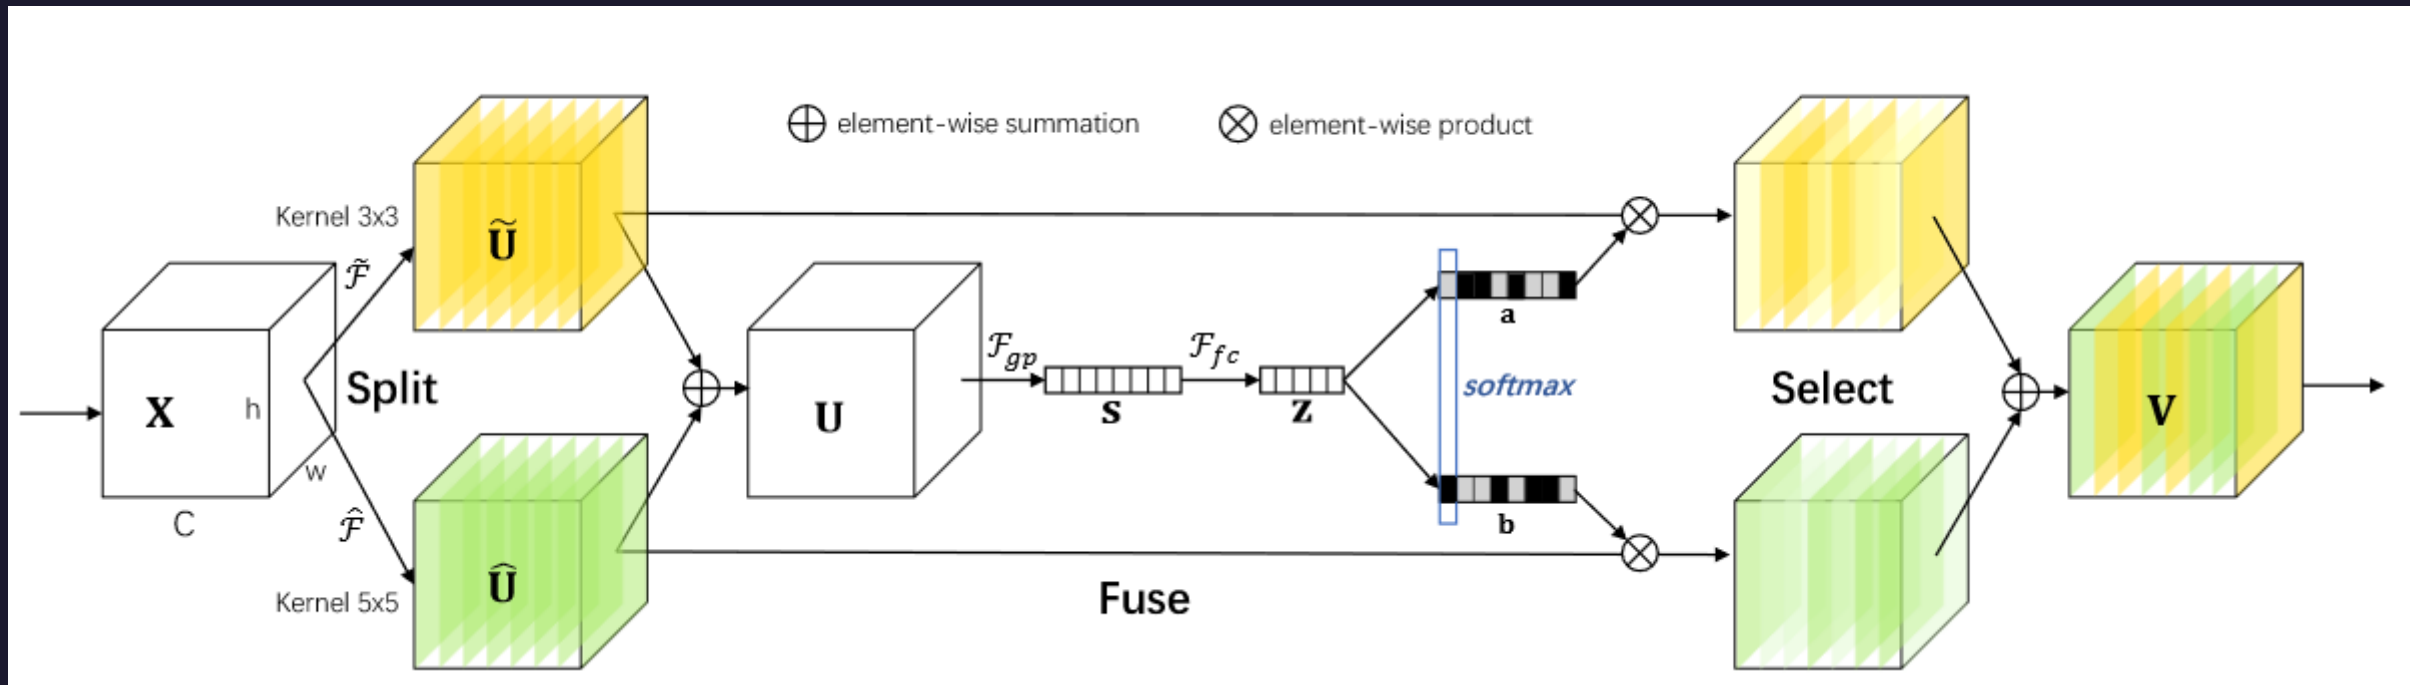 ⊕ element-wise summation
⊗ element-wise product
Kernel 3x3
Ũ
X
h
w
C
F̃
Split
F̂
Kernel 5x5
Û
U
F_gp
s
F_fc
z
a
softmax
b
Fuse
Select
V